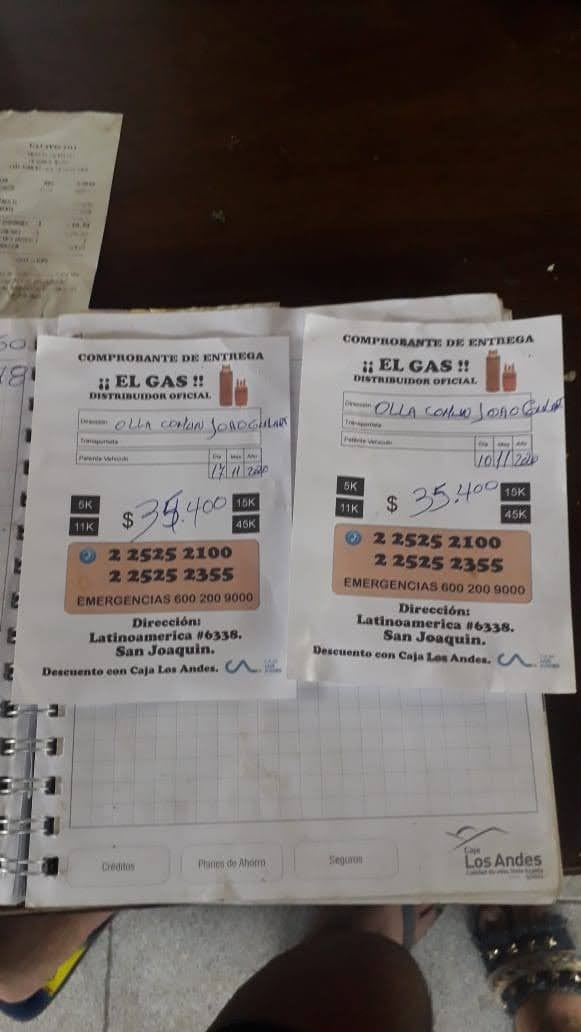 COMPROBANTE DE ENTREGA
¡¡ EL GAS !!
DISTRIBUIDOR OFICIAL
Dirección OLLA COMUN JOAO GULART
Transportista
Patente Vehículo
Día Mes Año
17 11 2020
5K
11K
$ 35.400
15K
45K
2 2525 2100
2 2525 2355
EMERGENCIAS 600 200 9000
Dirección:
Latinoamerica #6338.
San Joaquin.
Descuento con Caja Los Andes.
COMPROBANTE DE ENTREGA
¡¡ EL GAS !!
DISTRIBUIDOR OFICIAL
Dirección OLLA COMUN JOAO GULART
Transportista
Patente Vehículo
Día Mes Año
10 11 2020
5K
11K
$ 35.400
15K
45K
2 2525 2100
2 2525 2355
EMERGENCIAS 600 200 9000
Dirección:
Latinoamerica #6338.
San Joaquin.
Descuento con Caja Los Andes.
Créditos
Planes de Ahorro
Seguros
Caja
Los Andes